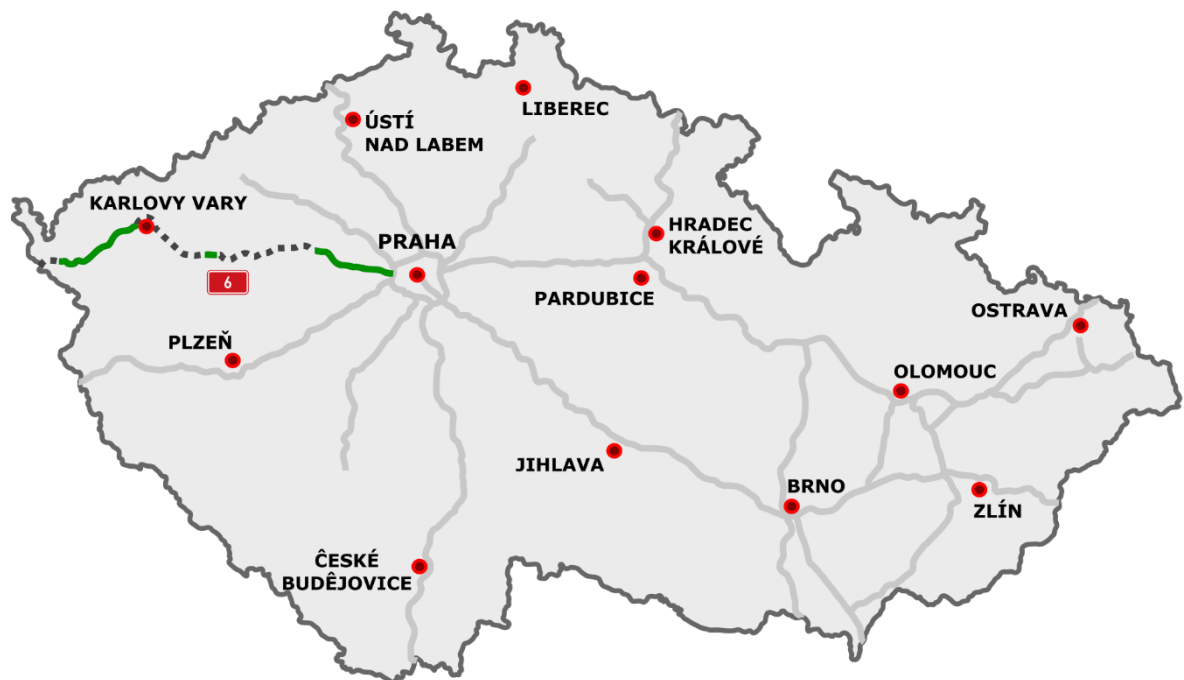 LIBEREC
ÚSTÍ
NAD LABEM
KARLOVY VARY
HRADEC
KRÁLOVÉ
PRAHA
6
PARDUBICE
OSTRAVA
PLZEŇ
OLOMOUC
JIHLAVA
BRNO
ZLÍN
ČESKÉ
BUDĚJOVICE